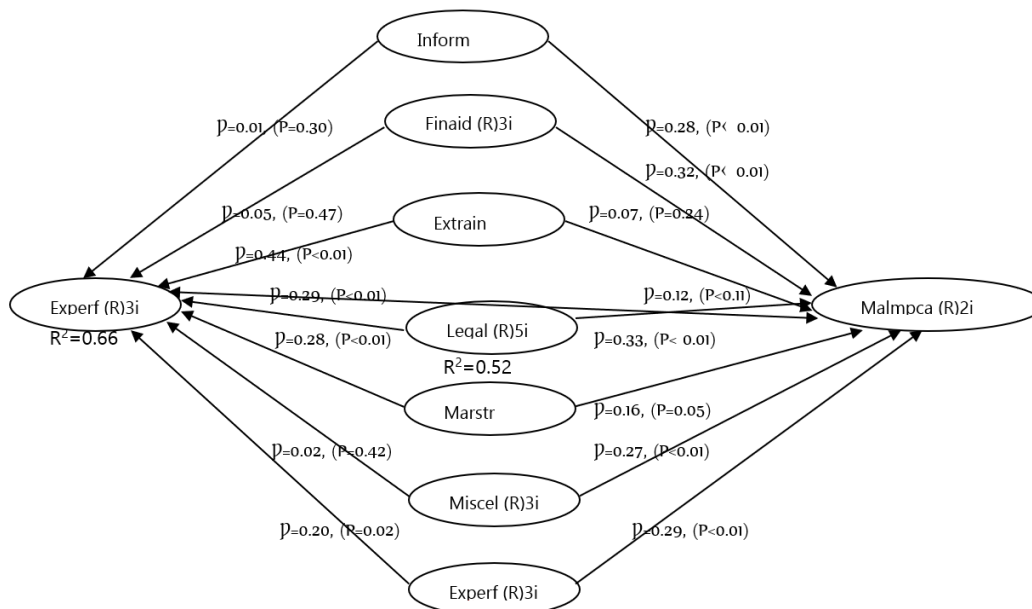 Inform
p=0.01, (P=0.30)
p=0.28, (P< 0.01)
Finaid (R)3i
p=0.32, (P< 0.01)
p=0.05, (P=0.47)
Extrain
p=0.07, (P=0.24)
p=0.44, (P<0.01)
Experf (R)3i
R²=0.66
p=0.29, (P<0.01)
p=0.12, (P<0.11)
Malmpca (R)2i
Legal (R)5i
R²=0.52
p=0.28, (P<0.01)
p=0.33, (P< 0.01)
Marstr
p=0.16, (P=0.05)
p=0.02, (P=0.42)
p=0.27, (P<0.01)
Miscel (R)3i
p=0.20, (P=0.02)
p=0.29, (P<0.01)
Experf (R)3i